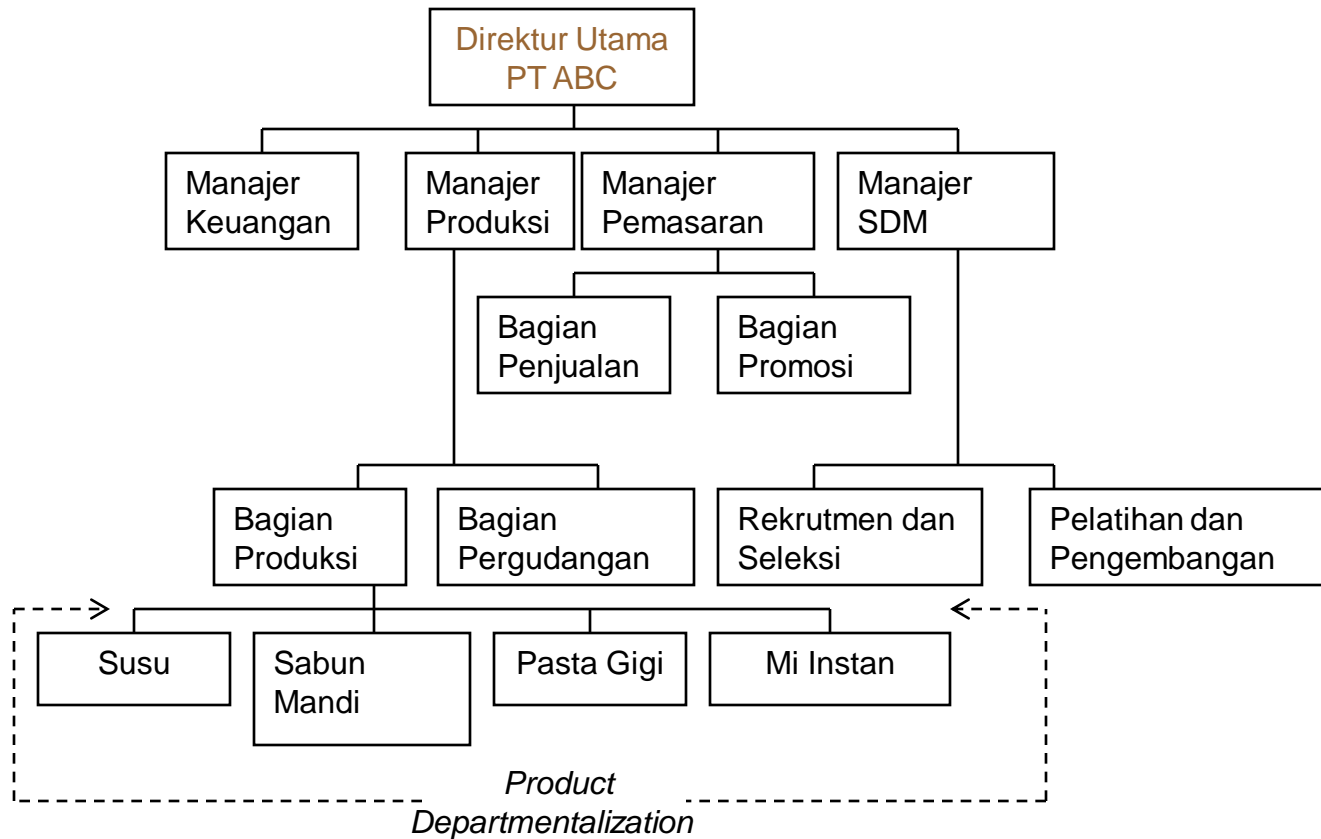 Direktur Utama
PT ABC
Manajer
Keuangan
Manajer
Produksi
Manajer
Pemasaran
Manajer
SDM
Bagian
Penjualan
Bagian
Promosi
Bagian
Produksi
Bagian
Pergudangan
Rekrutmen dan
Seleksi
Pelatihan dan
Pengembangan
Susu
Sabun
Mandi
Pasta Gigi
Mi Instan
Product
Departmentalization